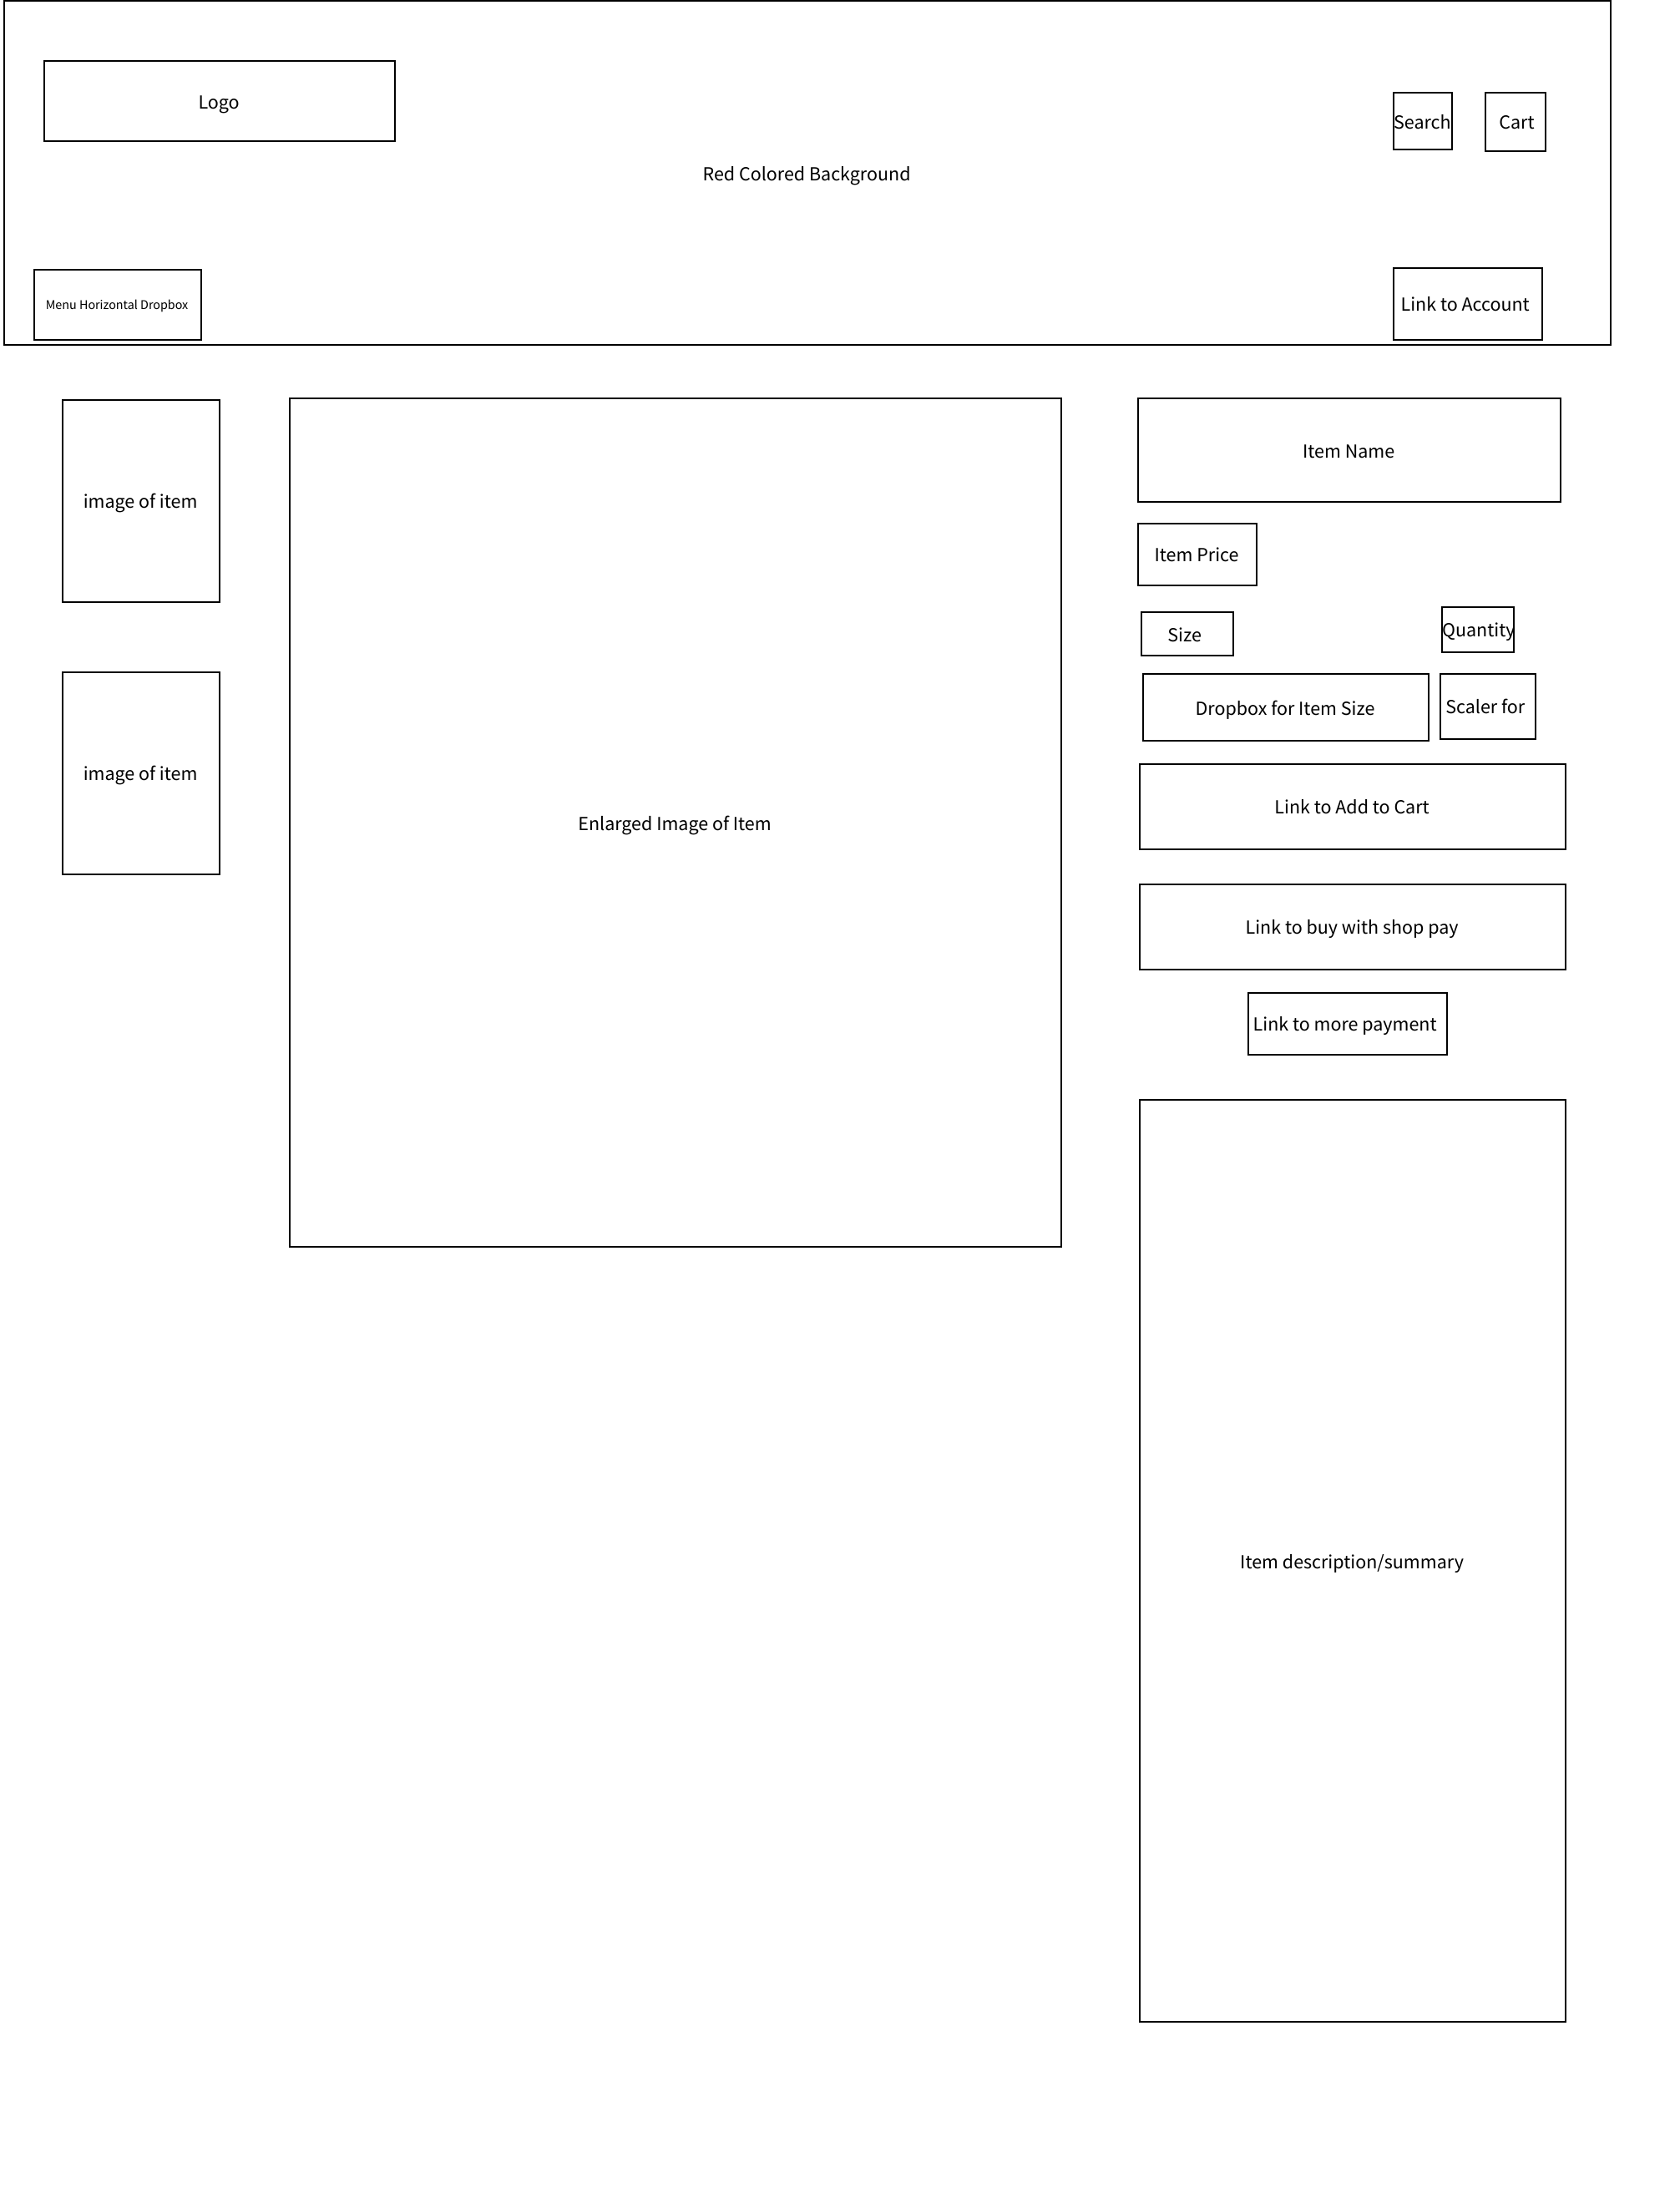 Logo
Search
Cart
Red Colored Background
Menu Horizontal Dropbox
Link to Account
image of item
image of item
Enlarged Image of Item
Item Name
Item Price
Size
Quantity
Dropbox for Item Size
Scaler for
Link to Add to Cart
Link to buy with shop pay
Link to more payment
Item description/summary